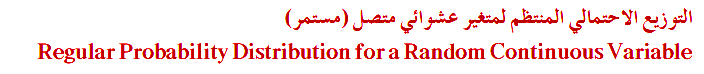 التوزيع الاحتمالي المنتظم لمتغير عشوائي متصل (مستمر)
Regular Probability Distribution for a Random Continuous Variable